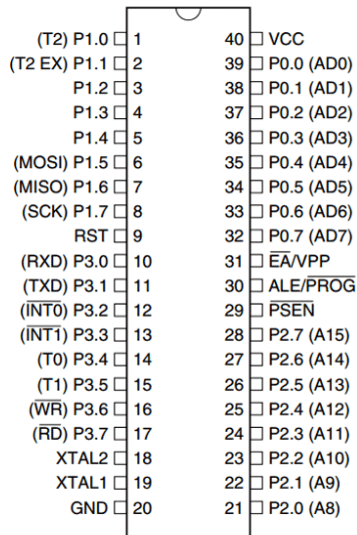 (T2) P1.0 1 40 VCC
(T2 EX) P1.1 2 39 P0.0 (AD0)
P1.2 3 38 P0.1 (AD1)
P1.3 4 37 P0.2 (AD2)
P1.4 5 36 P0.3 (AD3)
(MOSI) P1.5 6 35 P0.4 (AD4)
(MISO) P1.6 7 34 P0.5 (AD5)
(SCK) P1.7 8 33 P0.6 (AD6)
RST 9 32 P0.7 (AD7)
(RXD) P3.0 10 31 E̅A̅/VPP
(TXD) P3.1 11 30 ALE/P̅R̅O̅G̅
(I̅N̅T̅0̅) P3.2 12 29 P̅S̅E̅N̅
(I̅N̅T̅1̅) P3.3 13 28 P2.7 (A15)
(T0) P3.4 14 27 P2.6 (A14)
(T1) P3.5 15 26 P2.5 (A13)
(W̅R̅) P3.6 16 25 P2.4 (A12)
(R̅D̅) P3.7 17 24 P2.3 (A11)
XTAL2 18 23 P2.2 (A10)
XTAL1 19 22 P2.1 (A9)
GND 20 21 P2.0 (A8)